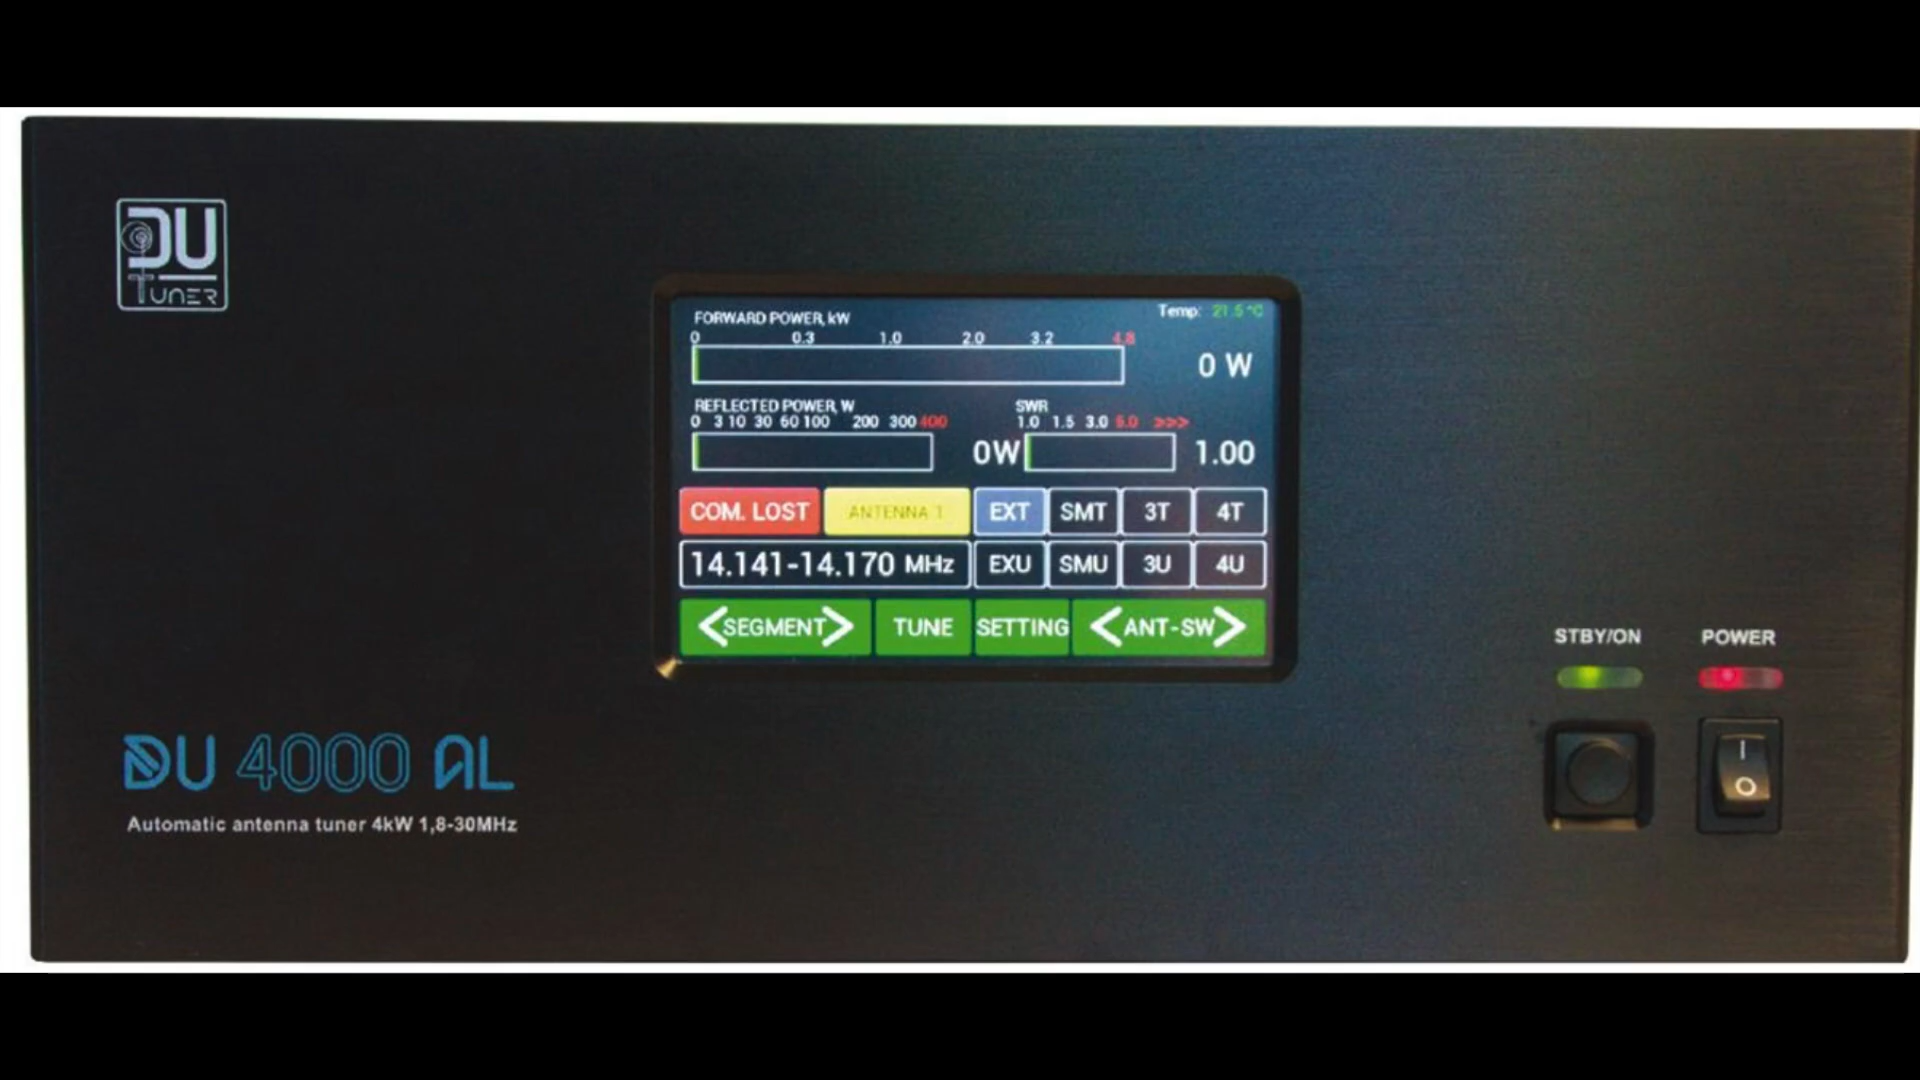 DU
TUNER
FORWARD POWER, kW
Temp: 21.5 °C
0 0.3 1.0 2.0 3.2 4.8
0 W
REFLECTED POWER, W
SWR
0 3 10 30 60 100 200 300 400
1.0 1.5 3.0 5.0 >>>
0W
1.00
COM. LOST ANTENNA 1 EXT SMT 3T 4T
14.141-14.170 MHz EXU SMU 3U 4U
<SEGMENT> TUNE SETTING <ANT-SW>
STBY/ON POWER
DU 4000 AL
Automatic antenna tuner 4kW 1,8-30MHz